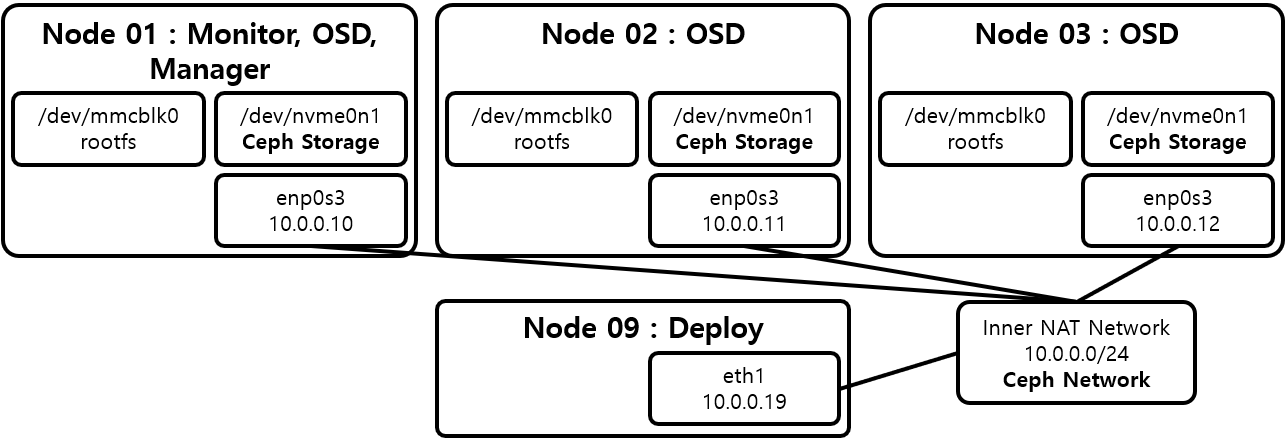 Node 01 : Monitor, OSD,
Manager
/dev/mmcblk0
rootfs
/dev/nvme0n1
Ceph Storage
enp0s3
10.0.0.10
Node 02 : OSD
/dev/mmcblk0
rootfs
/dev/nvme0n1
Ceph Storage
enp0s3
10.0.0.11
Node 03 : OSD
/dev/mmcblk0
rootfs
/dev/nvme0n1
Ceph Storage
enp0s3
10.0.0.12
Node 09 : Deploy
eth1
10.0.0.19
Inner NAT Network
10.0.0.0/24
Ceph Network